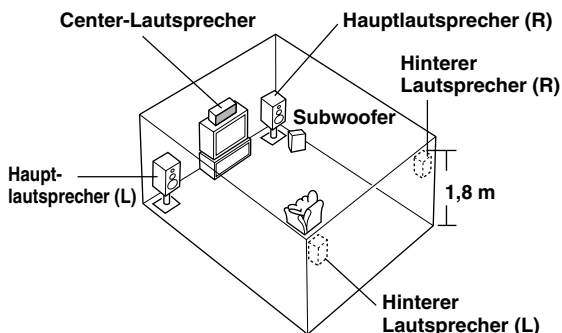 Center-Lautsprecher
Hauptlautsprecher (R)
Hinterer
Lautsprecher (R)
Subwoofer
Haupt-
lautsprecher (L)
1,8 m
Hinterer
Lautsprecher (L)